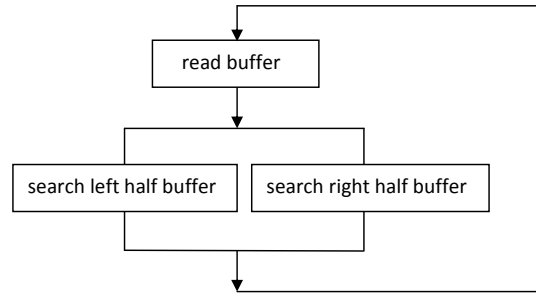 read buffer
search left half buffer
search right half buffer